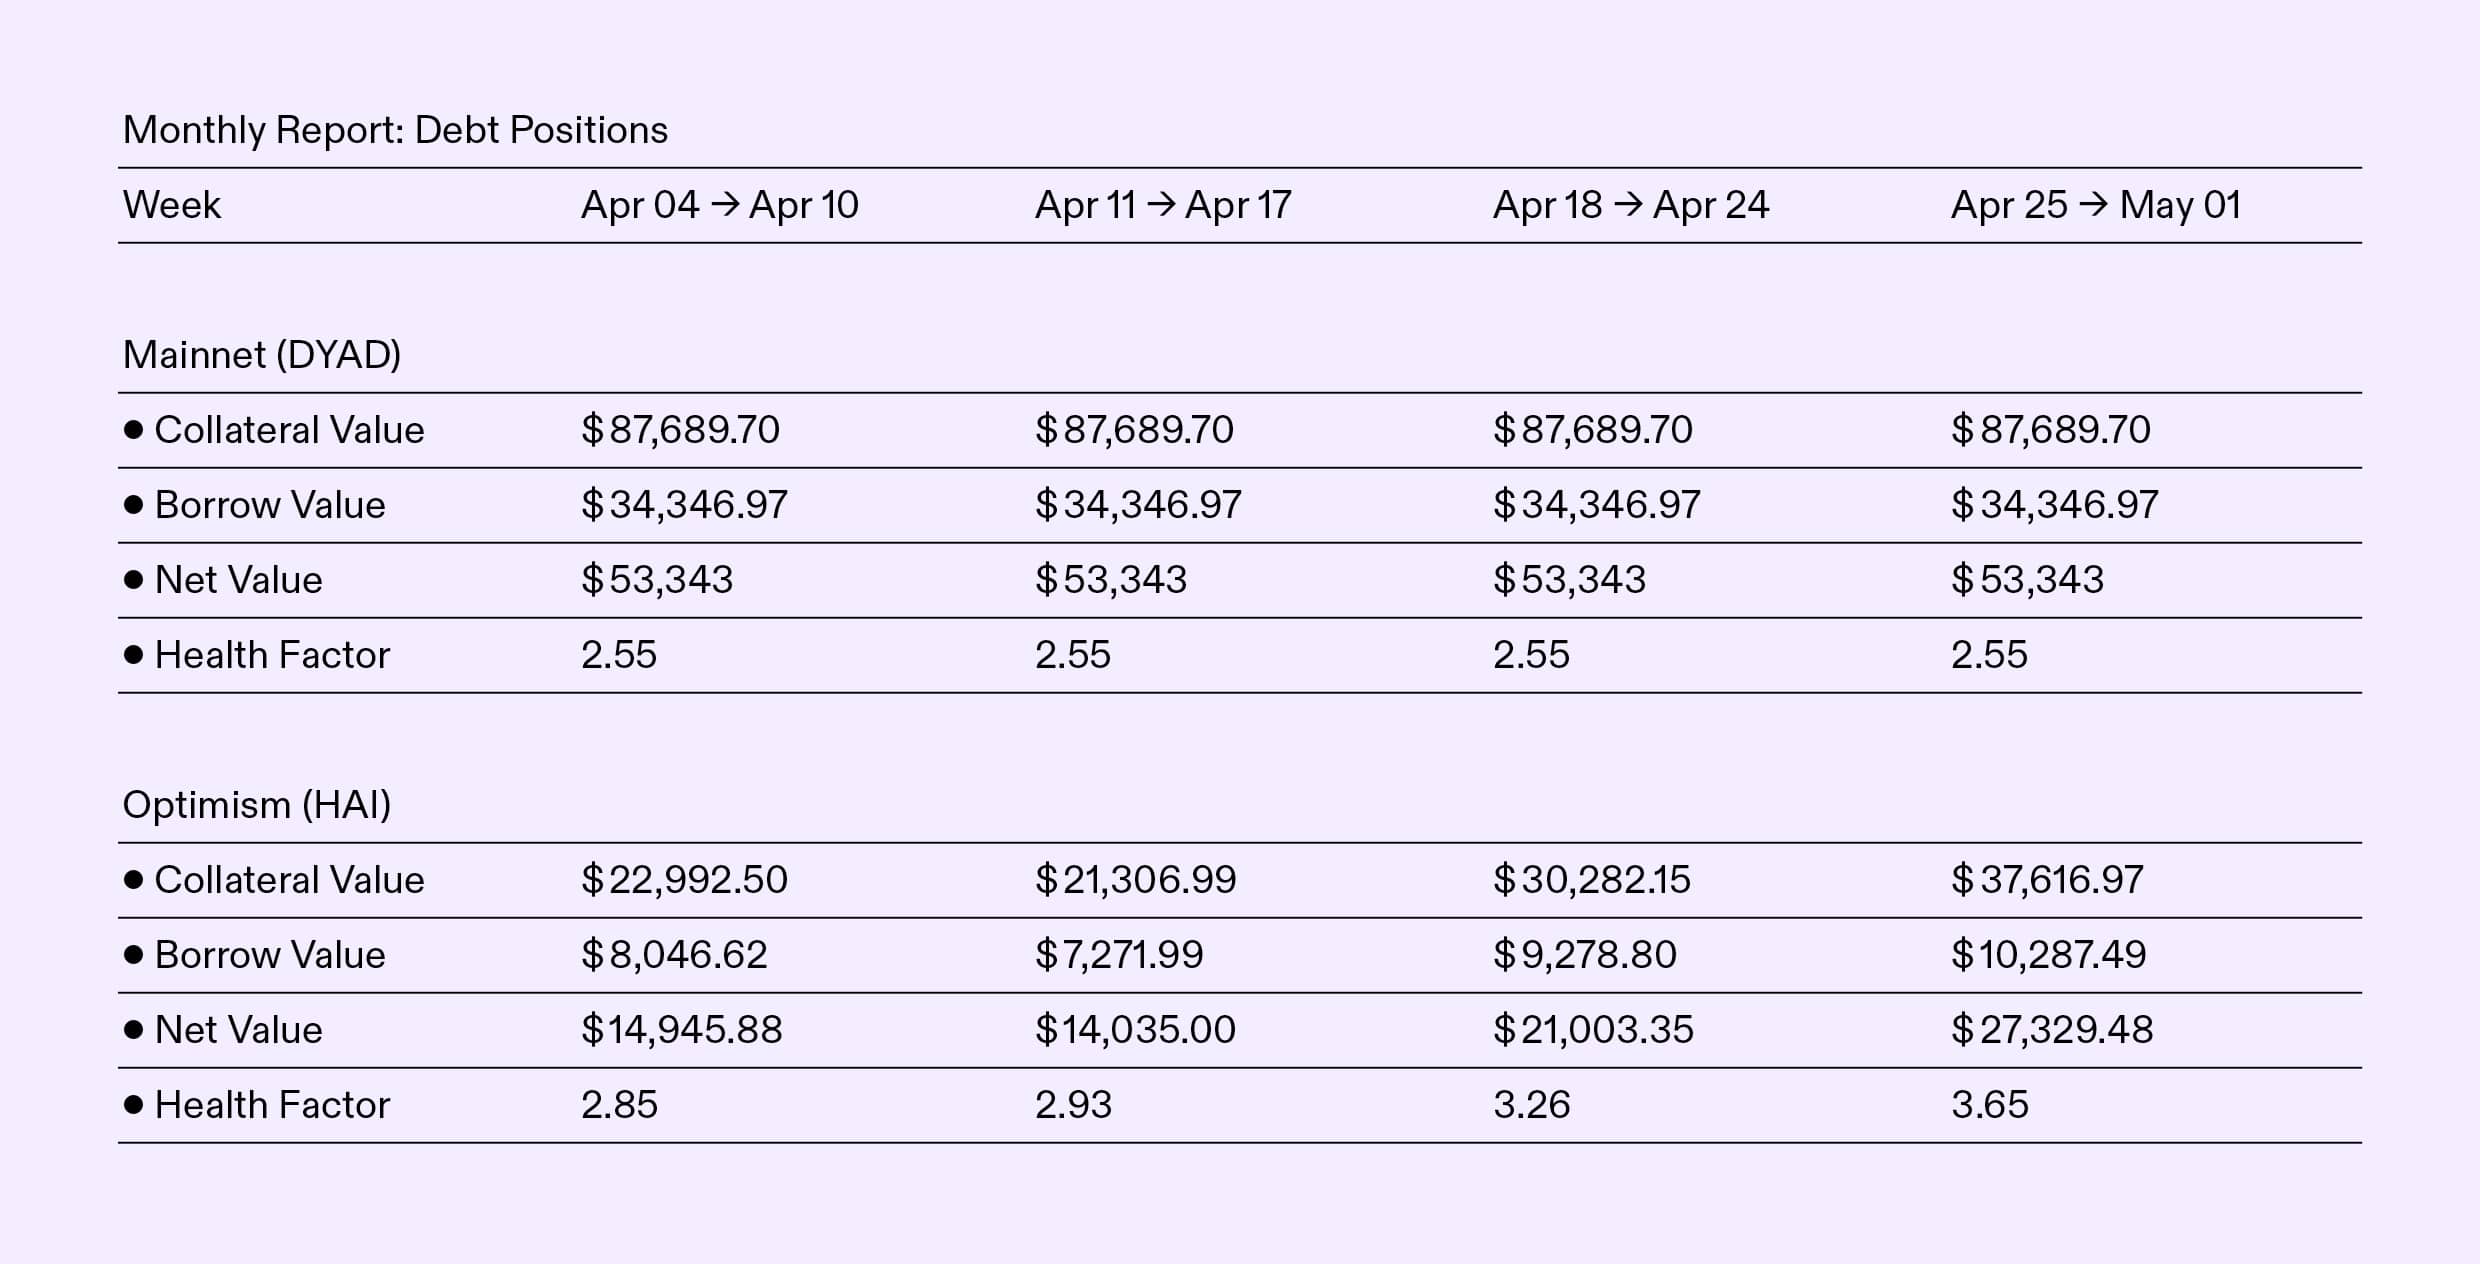 Monthly Report: Debt Positions
Week Apr 04 → Apr 10 Apr 11 → Apr 17 Apr 18 → Apr 24 Apr 25 → May 01
Mainnet (DYAD)
● Collateral Value $87,689.70 $87,689.70 $87,689.70 $87,689.70
● Borrow Value $34,346.97 $34,346.97 $34,346.97 $34,346.97
● Net Value $53,343 $53,343 $53,343 $53,343
● Health Factor 2.55 2.55 2.55 2.55
Optimism (HAI)
● Collateral Value $22,992.50 $21,306.99 $30,282.15 $37,616.97
● Borrow Value $8,046.62 $7,271.99 $9,278.80 $10,287.49
● Net Value $14,945.88 $14,035.00 $21,003.35 $27,329.48
● Health Factor 2.85 2.93 3.26 3.65